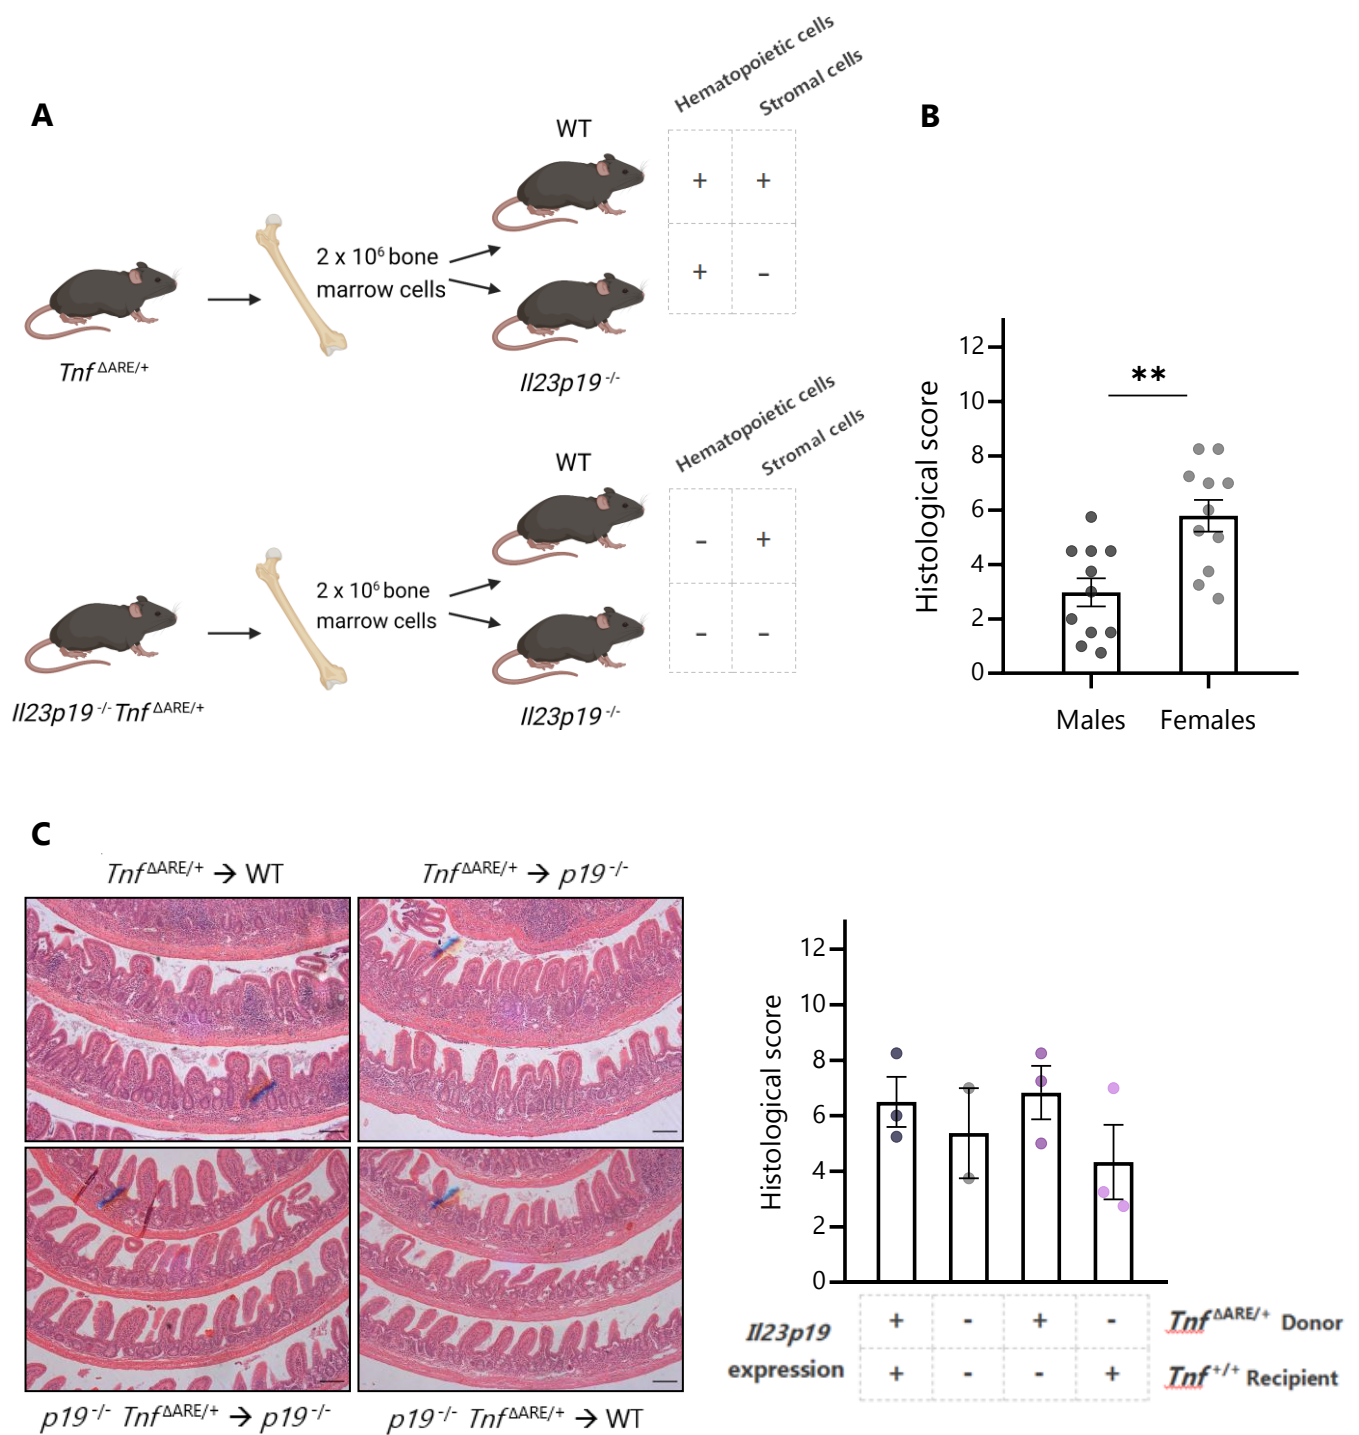 A
Hematopoietic cells
Stromal cells
WT
+ +
+ -
2 x 10⁶ bone
marrow cells
Tnf ΔARE/+
Il23p19 -/-
Hematopoietic cells
Stromal cells
WT
- +
- -
2 x 10⁶ bone
marrow cells
Il23p19 -/- Tnf ΔARE/+
Il23p19 -/-
B
Histological score
12
10
8
6
4
2
0
**
Males Females
C
Tnf ΔARE/+ → WT
Tnf ΔARE/+ → p19 -/-
p19 -/- Tnf ΔARE/+ → p19 -/-
p19 -/- Tnf ΔARE/+ → WT
Histological score
12
10
8
6
4
2
0
Il23p19
expression
+ - + - Tnf ΔARE/+ Donor
+ - - + Tnf +/+ Recipient